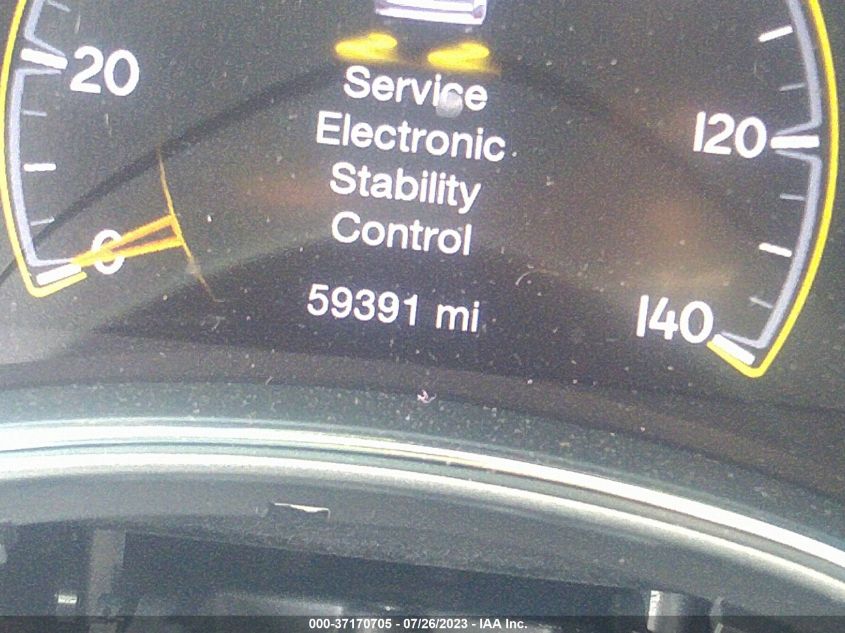 20
Service
Electronic
120
Stability
Control
0
59391 mi
140
000-37170705 - 07/26/2023 - IAA Inc.